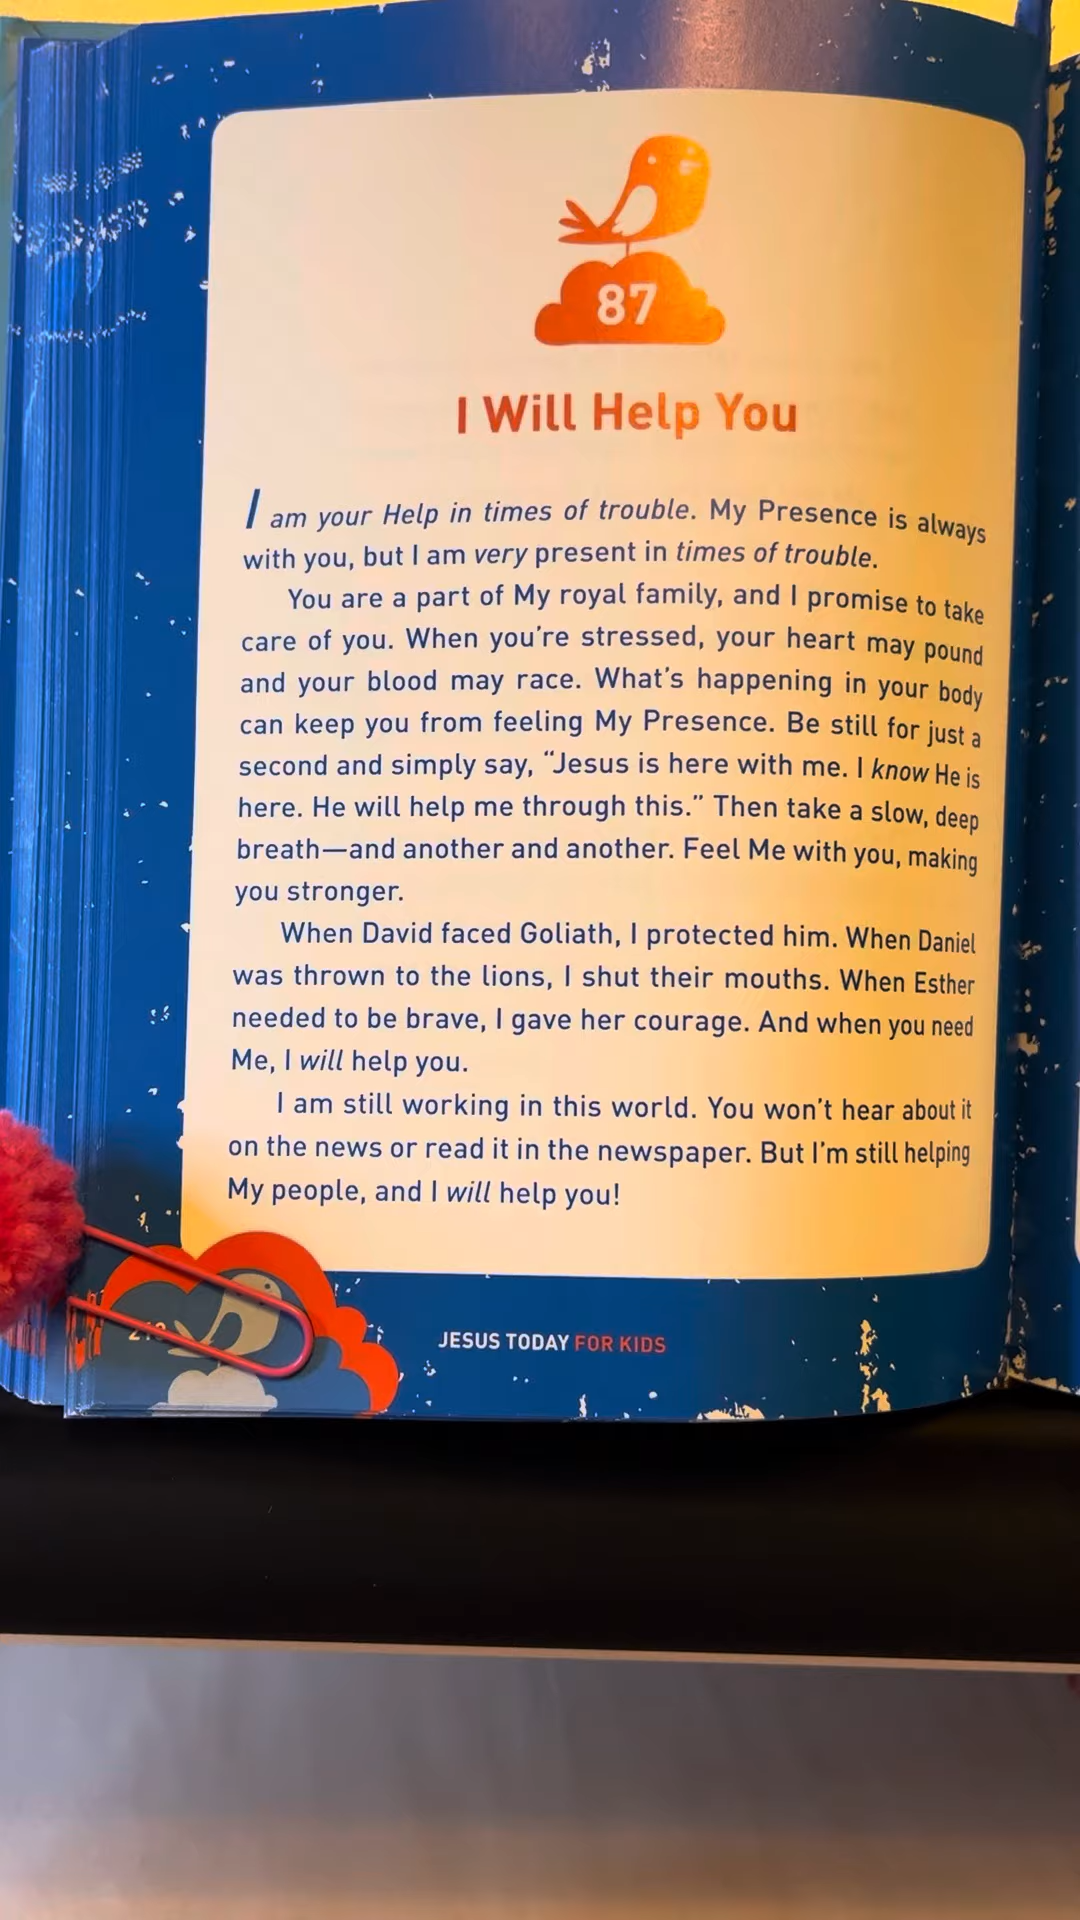 87
I Will Help You
I am your Help in times of trouble. My Presence is always
with you, but I am very present in times of trouble.
You are a part of My royal family, and I promise to take
care of you. When you're stressed, your heart may pound
and your blood may race. What's happening in your body
can keep you from feeling My Presence. Be still for just a
second and simply say, “Jesus is here with me. I know He is
here. He will help me through this.” Then take a slow, deep
breath—and another and another. Feel Me with you, making
you stronger.
When David faced Goliath, I protected him. When Daniel
was thrown to the lions, I shut their mouths. When Esther
needed to be brave, I gave her courage. And when you need
Me, I will help you.
I am still working in this world. You won't hear about it
on the news or read it in the newspaper. But I'm still helping
My people, and I will help you!
JESUS TODAY FOR KIDS